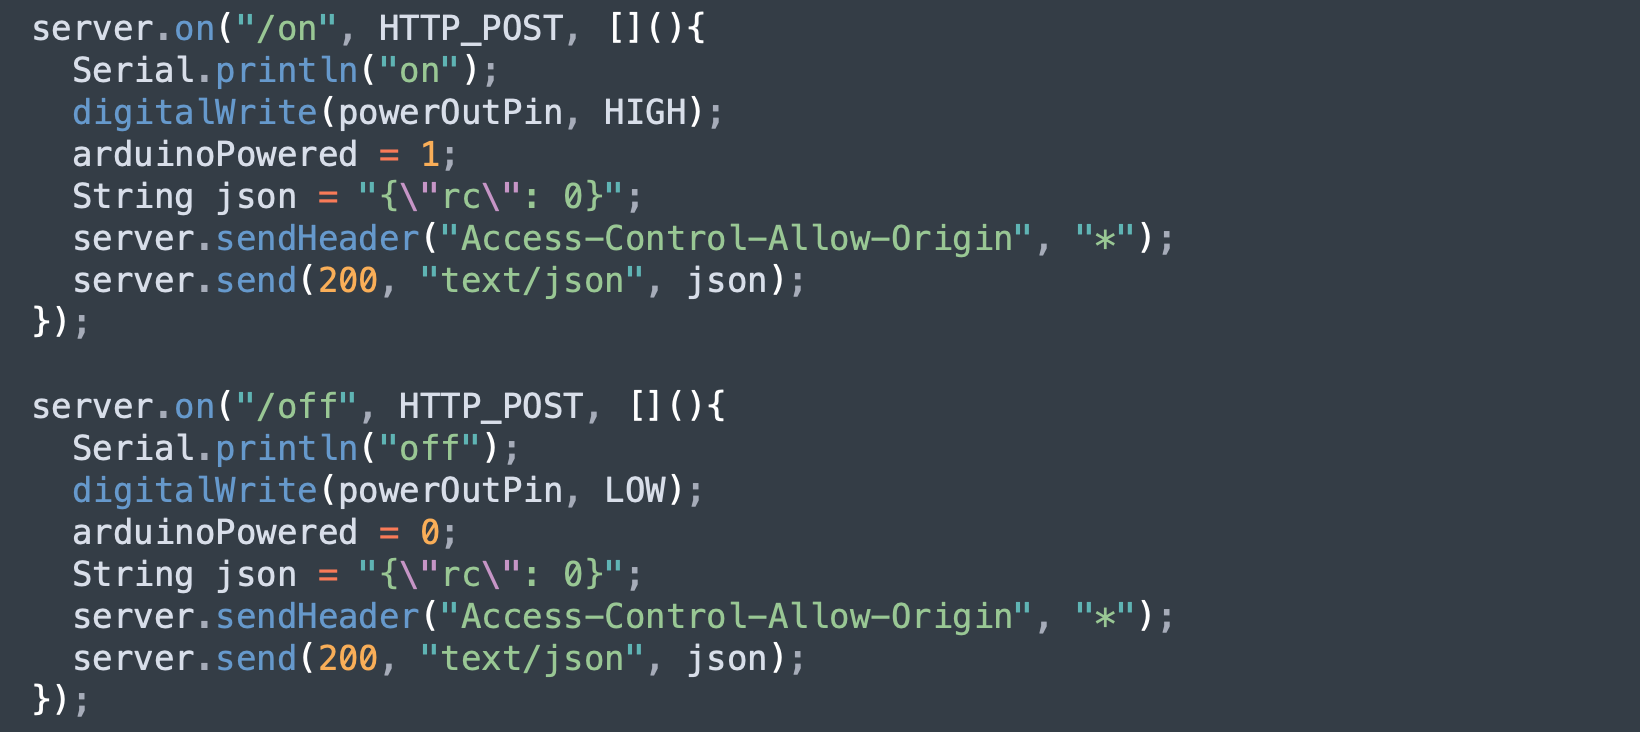 server.on("/on", HTTP_POST, [](){
  Serial.println("on");
  digitalWrite(powerOutPin, HIGH);
  arduinoPowered = 1;
  String json = "{\"rc\": 0}";
  server.sendHeader("Access-Control-Allow-Origin", "*");
  server.send(200, "text/json", json);
});

server.on("/off", HTTP_POST, [](){
  Serial.println("off");
  digitalWrite(powerOutPin, LOW);
  arduinoPowered = 0;
  String json = "{\"rc\": 0}";
  server.sendHeader("Access-Control-Allow-Origin", "*");
  server.send(200, "text/json", json);
});